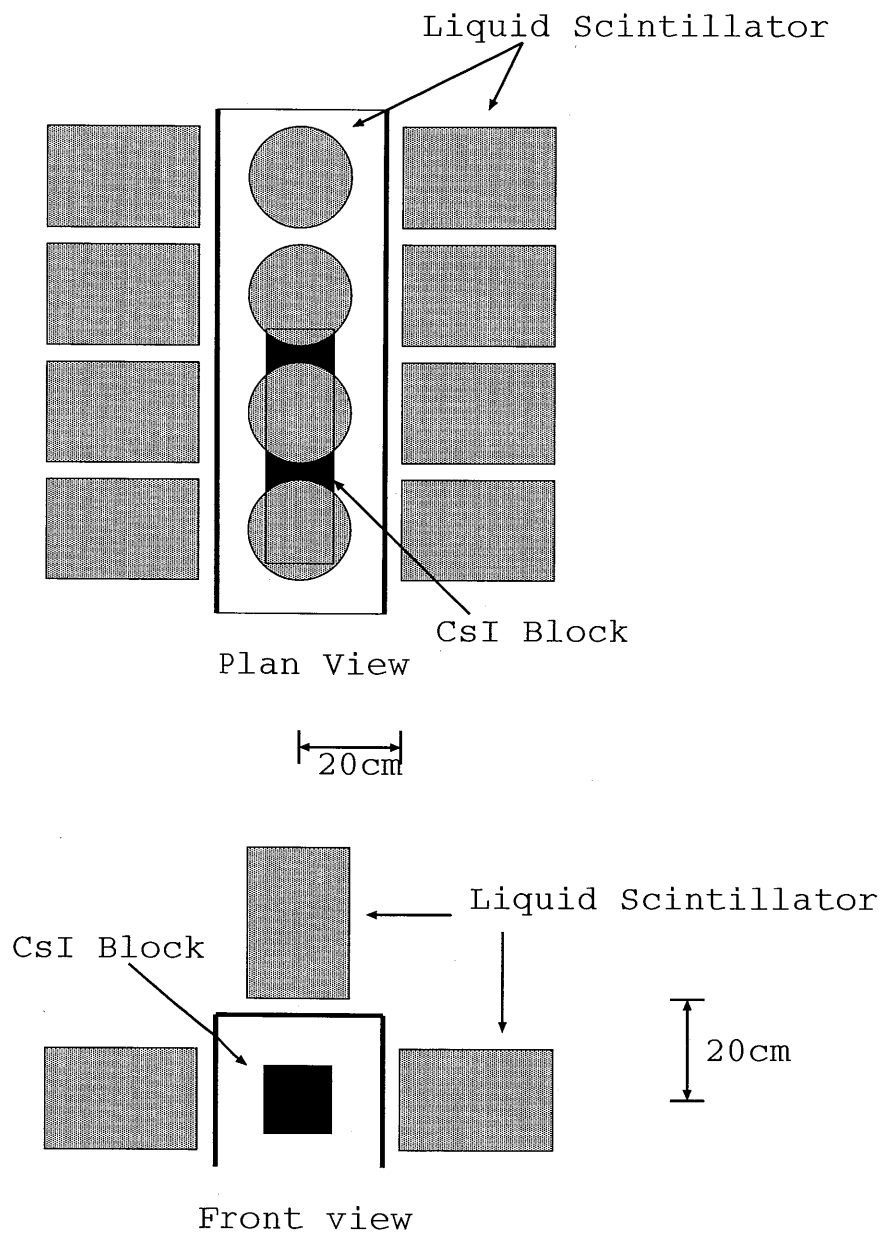 Liquid Scintillator
CsI Block
Plan View
20cm
Liquid Scintillator
CsI Block
20cm
Front view